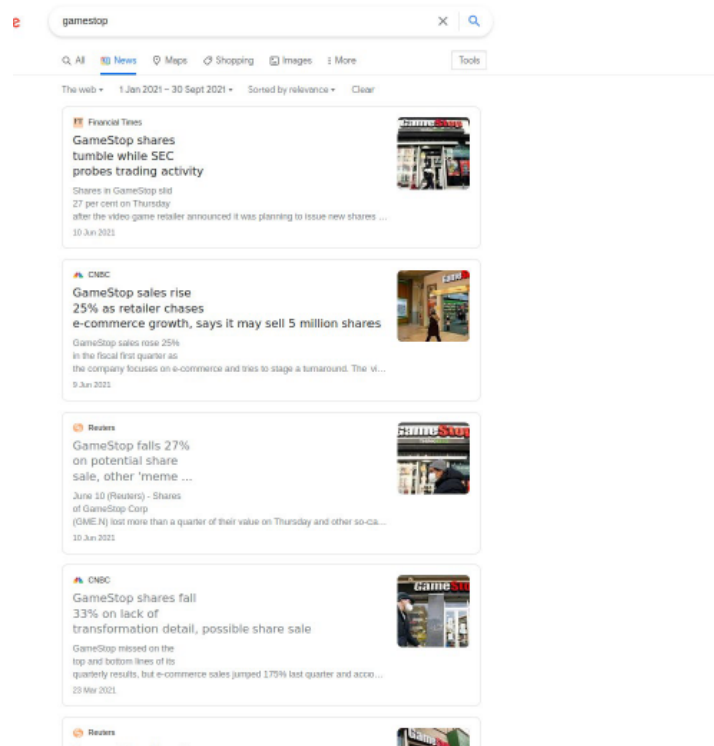 e
gamestop
All News Maps Shopping Images More Tools
The web 1 Jan 2021 – 30 Sept 2021 Sorted by relevance Clear
Financial Times
GameStop shares
tumble while SEC
probes trading activity
Shares in GameStop slid
27 per cent on Thursday
after the video game retailer announced it was planning to issue new shares ...
10 Jun 2021
GameStop
CNBC
GameStop sales rise
25% as retailer chases
e-commerce growth, says it may sell 5 million shares
GameStop sales rose 25%
in the fiscal first quarter as
the company focuses on e-commerce and tries to stage a turnaround. The vi...
9 Jun 2021
Reuters
GameStop falls 27%
on potential share
sale, other 'meme ...
June 10 (Reuters) - Shares
of GameStop Corp
(GME.N) lost more than a quarter of their value on Thursday and other so-ca...
10 Jun 2021
GameStop
CNBC
GameStop shares fall
33% on lack of
transformation detail, possible share sale
GameStop missed on the
top and bottom lines of its
quarterly results, but e-commerce sales jumped 175% last quarter and acco...
23 Mar 2021
Reuters